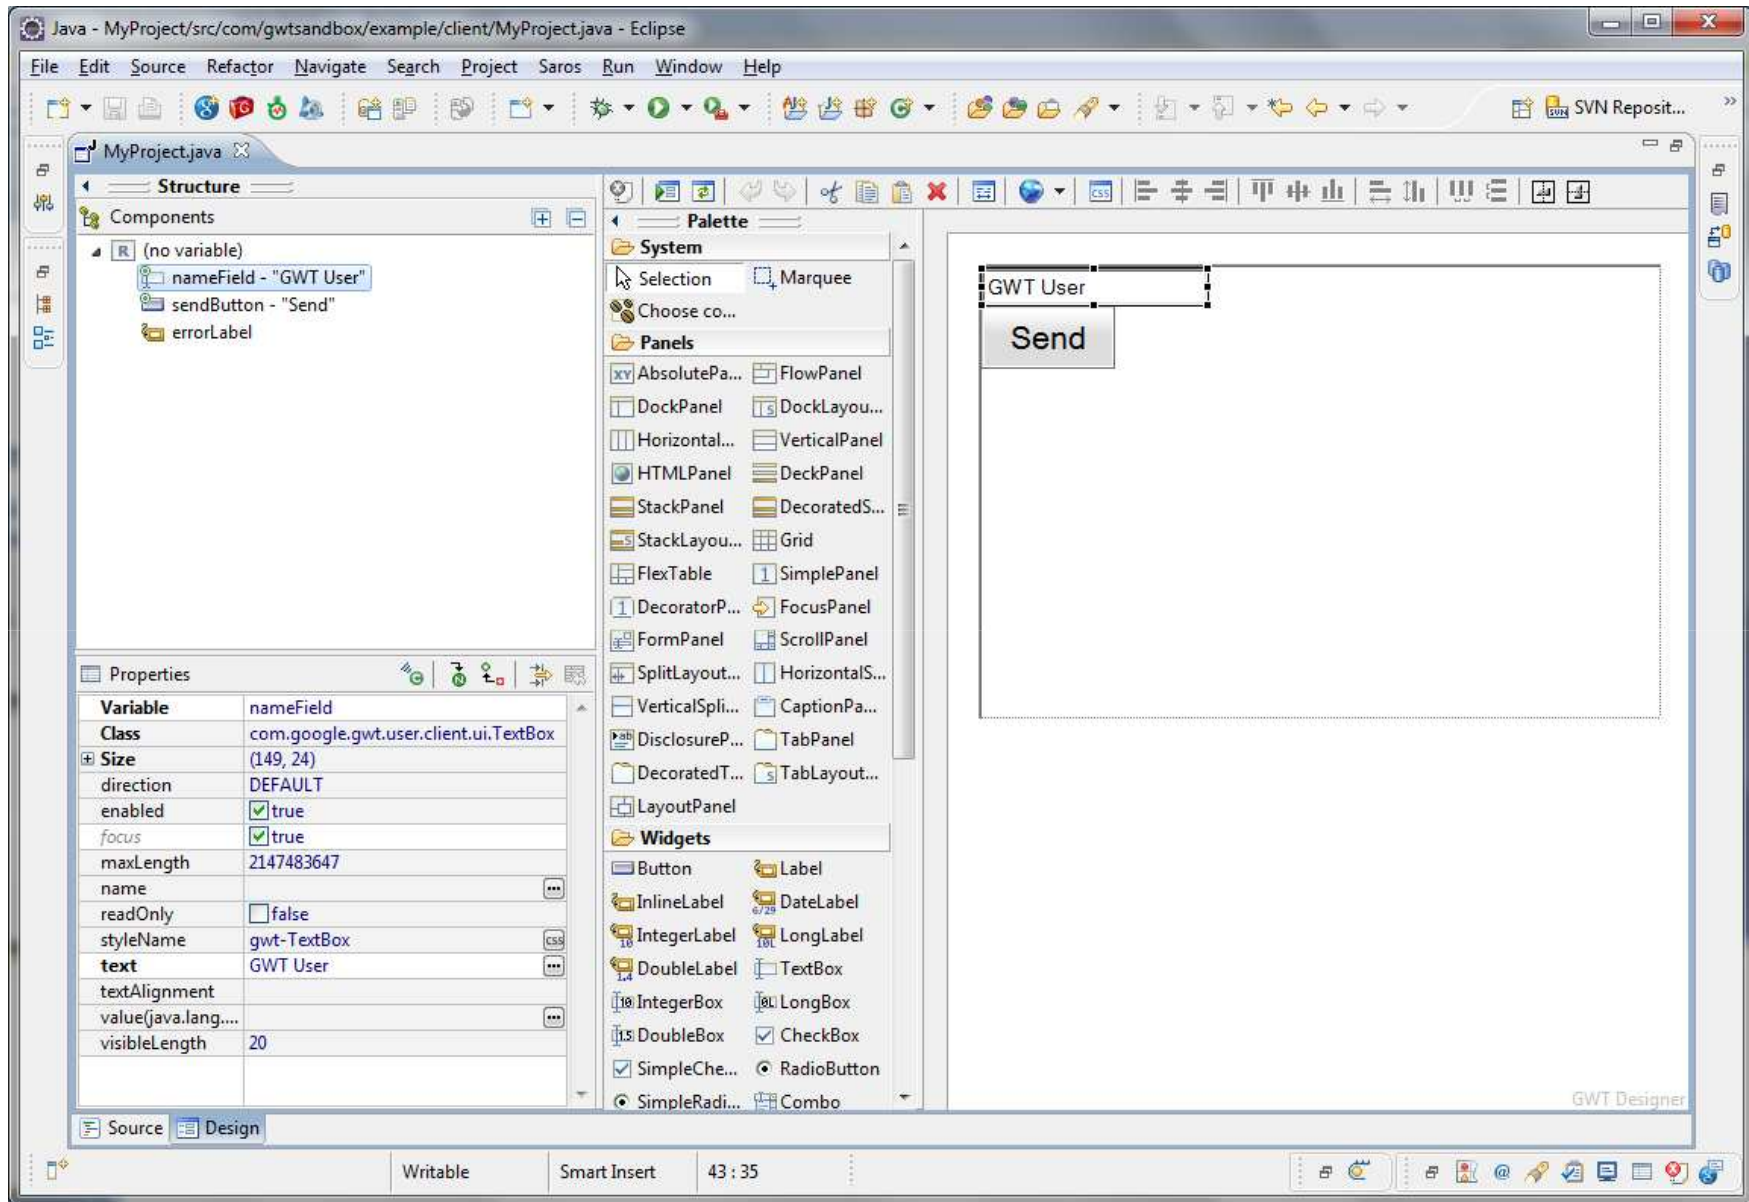 Java - MyProject/src/com/gwtsandbox/example/client/MyProject.java - Eclipse
File Edit Source Refactor Navigate Search Project Saros Run Window Help
SVN Reposit...
MyProject.java
Structure
Components
(no variable)
nameField - "GWT User"
sendButton - "Send"
errorLabel
Properties
Variable nameField
Class com.google.gwt.user.client.ui.TextBox
Size (149, 24)
direction DEFAULT
enabled true
focus true
maxLength 2147483647
name
readOnly false
styleName gwt-TextBox
text GWT User
textAlignment
value(java.lang....
visibleLength 20
Source Design
Palette
System
Selection Marquee
Choose co...
Panels
AbsolutePa... FlowPanel
DockPanel DockLayou...
Horizontal... VerticalPanel
HTMLPanel DeckPanel
StackPanel DecoratedS...
StackLayou... Grid
FlexTable SimplePanel
DecoratorP... FocusPanel
FormPanel ScrollPanel
SplitLayout... HorizontalS...
VerticalSpli... CaptionPa...
DisclosureP... TabPanel
DecoratedT... TabLayout...
LayoutPanel
Widgets
Button Label
InlineLabel DateLabel
IntegerLabel LongLabel
DoubleLabel TextBox
IntegerBox LongBox
DoubleBox CheckBox
SimpleChe... RadioButton
SimpleRadi... Combo
GWT User
Send
GWT Designer
Writable Smart Insert 43 : 35